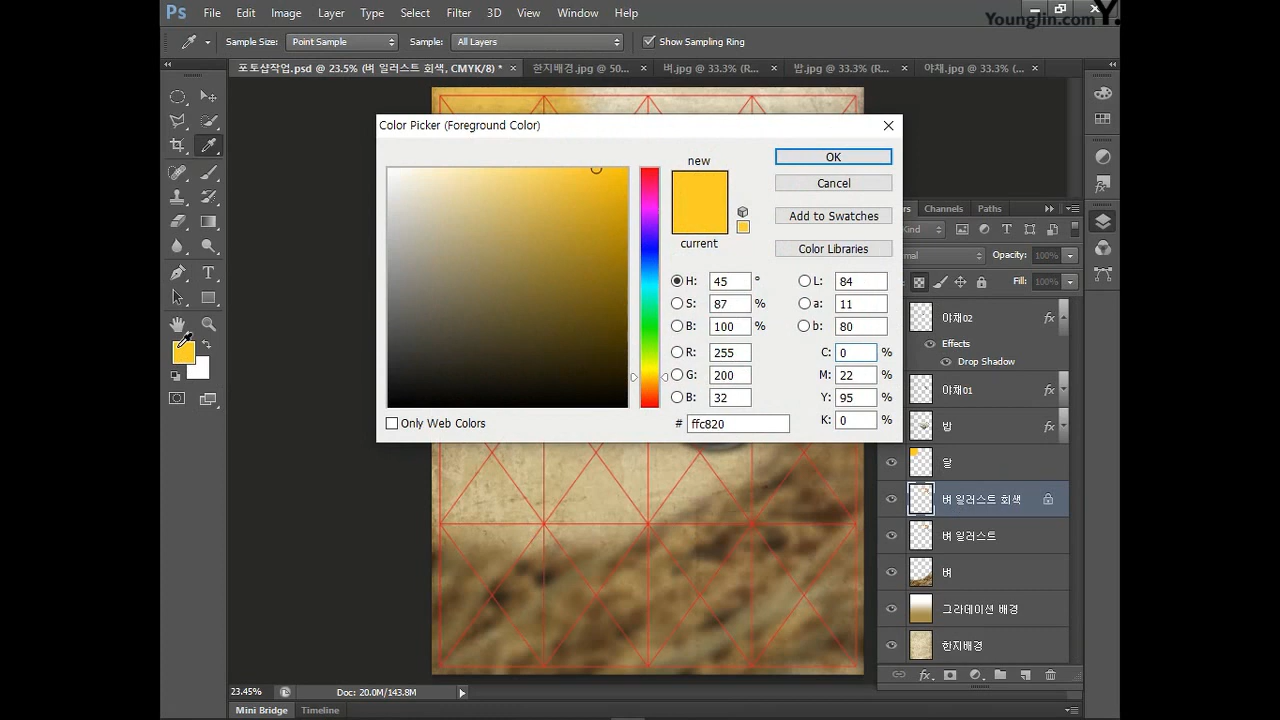 Ps File Edit Image Layer Type Select Filter 3D View Window Help
YoungJin.com Y.
Sample Size: Point Sample Sample: All Layers Show Sampling Ring
포토샵작업.psd @ 23.5% (벼 일러스트 회색, CMYK/8) * 한지배경.jpg @ 50... 벼.jpg @ 33.3% (R... 밥.jpg @ 33.3% (R... 야채.jpg @ 33.3% (...
Color Picker (Foreground Color)
new
current
OK
Cancel
Add to Swatches
Color Libraries
H: 45 °
S: 87 %
B: 100 %
R: 255
G: 200
B: 32
# ffc820
L: 84
a: 11
b: 80
C: 0 %
M: 22 %
Y: 95 %
K: 0 %
Only Web Colors
Channels Paths
Kind
Opacity: 100%
Fill: 100%
야채02 fx
Effects
Drop Shadow
야채01 fx
밥 fx
달
벼 일러스트 회색
벼 일러스트
벼
그라데이션 배경
한지배경
fx
23.45% Doc: 20.0M/143.8M
Mini Bridge Timeline